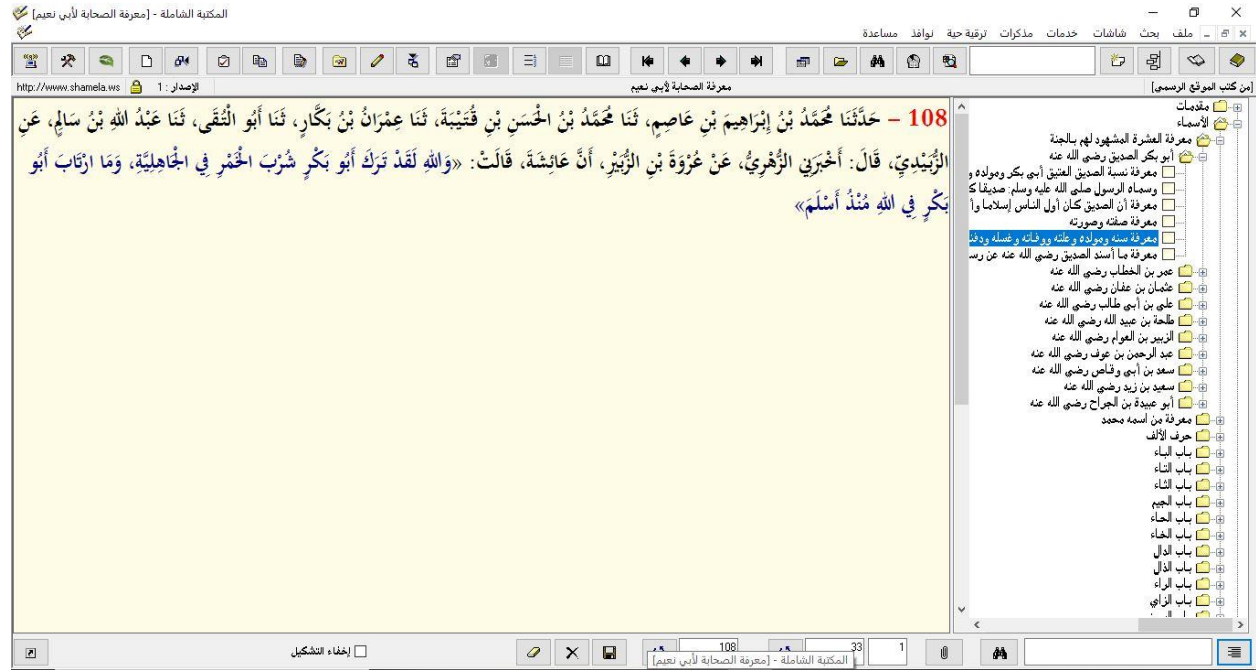 المكتبة الشاملة - [معرفة الصحابة لأبي نعيم]
ملف بحث شاشات خدمات مذكرات ترقية حية نوافذ مساعدة
[من كتب الموقع الرسمي]
معرفة الصحابة لأبي نعيم
الإصدار : 1
http://www.shamela.ws
108 – حَدَّثَنَا مُحَمَّدُ بْنُ إِبْرَاهِيمَ بْنِ عَاصِمٍ، ثَنَا مُحَمَّدُ بْنُ الْحَسَنِ بْنِ قُتَيْبَةَ، ثَنَا عِمْرَانُ بْنُ بَكَّارٍ، ثَنَا أَبُو التُّقَى، ثَنَا عَبْدُ اللهِ بْنُ سَالِمٍ، عَنِ
الزُّبَيْدِيِّ، قَالَ: أَخْبَرَنِي الزُّهْرِيُّ، عَنْ عُرْوَةَ بْنِ الزُّبَيْرِ، أَنَّ عَائِشَةَ، قَالَتْ: «وَاللهِ لَقَدْ تَرَكَ أَبُو بَكْرٍ شُرْبَ الْخَمْرِ فِي الْجَاهِلِيَّةِ، وَمَا ارْتَابَ أَبُو
بَكْرٍ فِي اللهِ مُنْذُ أَسْلَمَ»
مقدمات
الأسماء
معرفة العشرة المشهود لهم بالجنة
أبو بكر الصديق رضي الله عنه
معرفة نسبة الصديق العتيق أبي بكر ومولده و
وسماه الرسول صلى الله عليه وسلم: صديقا ك
معرفة أن الصديق كان أول الناس إسلاما وأ
معرفة صفته وصورته
معرفة سنه ومولده وعلته ووفاته وغسله ودفنه
معرفة ما أسند الصديق رضي الله عنه عن رس
عمر بن الخطاب رضي الله عنه
عثمان بن عفان رضي الله عنه
علي بن أبي طالب رضي الله عنه
طلحة بن عبيد الله رضي الله عنه
الزبير بن العوام رضي الله عنه
عبد الرحمن بن عوف رضي الله عنه
سعد بن أبي وقاص رضي الله عنه
سعيد بن زيد رضي الله عنه
أبو عبيدة بن الجراح رضي الله عنه
معرفة من اسمه محمد
حرف الألف
باب الباء
باب التاء
باب الثاء
باب الجيم
باب الحاء
باب الخاء
باب الدال
باب الذال
باب الراء
باب الزاي
1 33 108
إخفاء التشكيل
المكتبة الشاملة - [معرفة الصحابة لأبي نعيم]